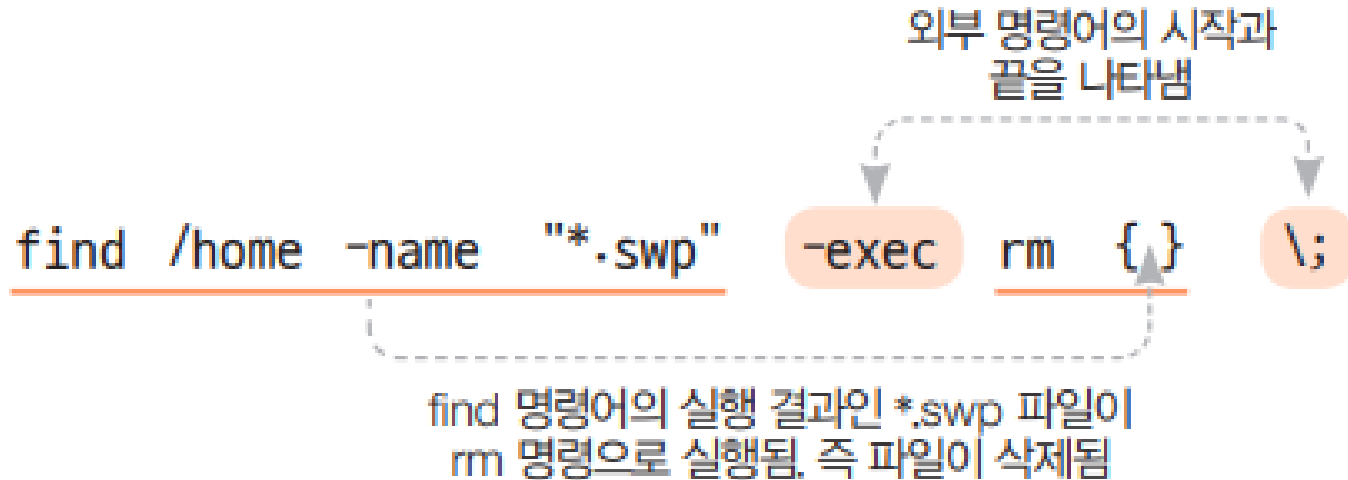 외부 명령어의 시작과
끝을 나타냄
find /home -name "*.swp" -exec rm {} \;
find 명령어의 실행 결과인 *.swp 파일이
rm 명령으로 실행됨. 즉 파일이 삭제됨